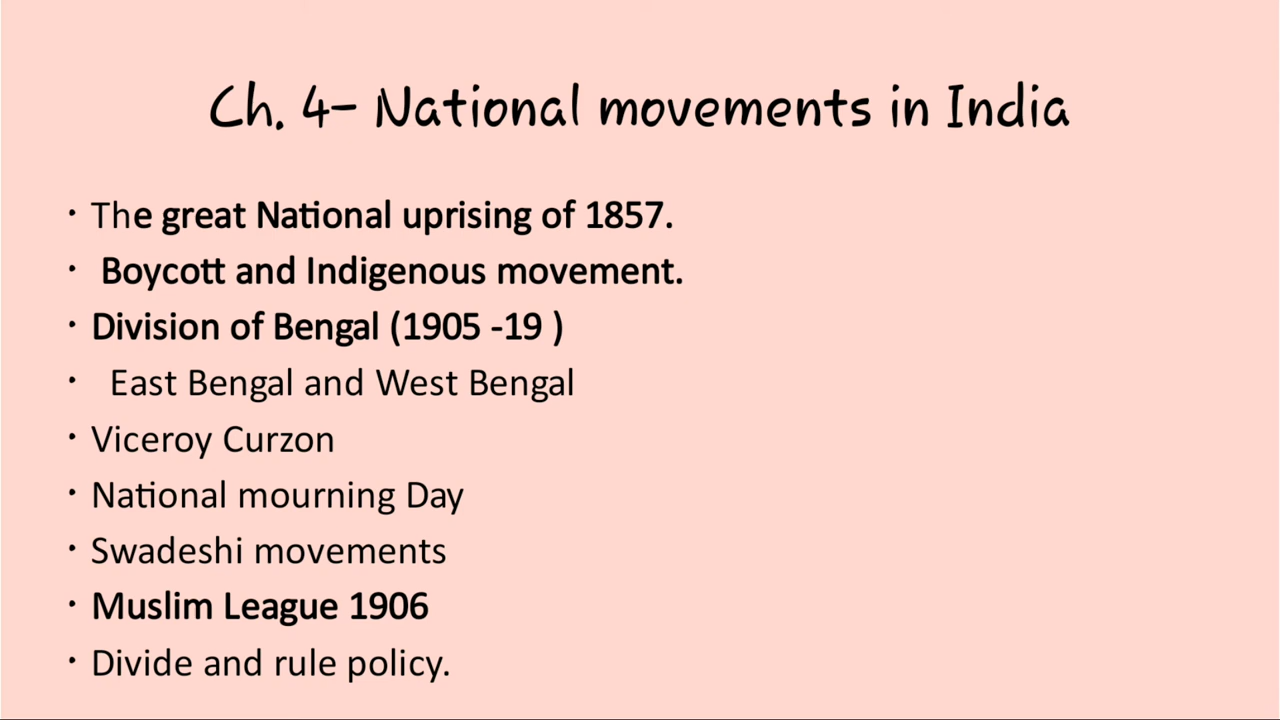 Ch. 4- National movements in India
• The great National uprising of 1857.
• Boycott and Indigenous movement.
• Division of Bengal (1905 -19 )
• East Bengal and West Bengal
• Viceroy Curzon
• National mourning Day
• Swadeshi movements
• Muslim League 1906
• Divide and rule policy.